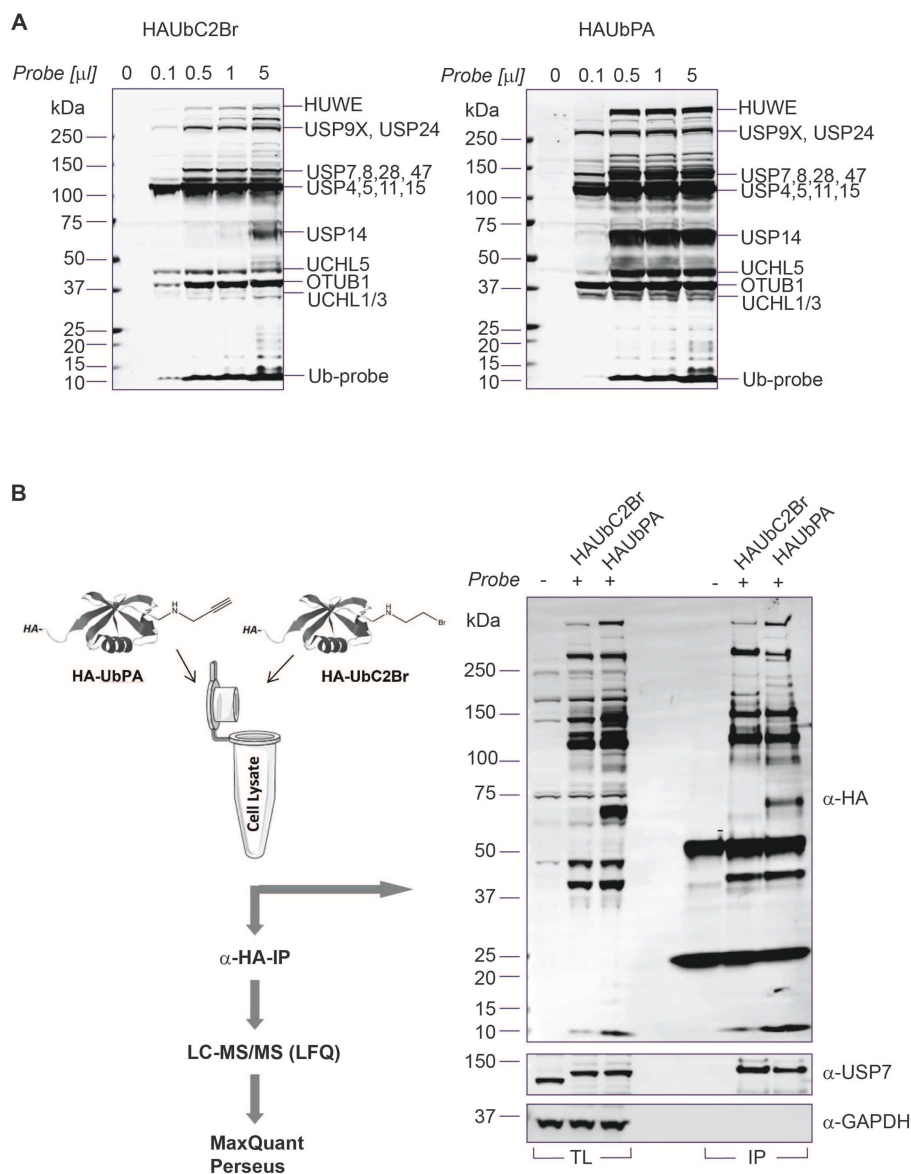 A
HAUbC2Br
Probe [µl] 0 0.1 0.5 1 5
kDa
250
150
100
75
50
37
25
20
15
10
HUWE
USP9X, USP24
USP7,8,28, 47
USP4,5,11,15
USP14
UCHL5
OTUB1
UCHL1/3
Ub-probe
HAUbPA
Probe [µl] 0 0.1 0.5 1 5
kDa
250
150
100
75
50
37
25
20
15
10
HUWE
USP9X, USP24
USP7,8,28, 47
USP4,5,11,15
USP14
UCHL5
OTUB1
UCHL1/3
Ub-probe
B
HA-
H
N
HA-UbPA
HA-
H
N
Br
HA-UbC2Br
Cell Lysate
α-HA-IP
LC-MS/MS (LFQ)
MaxQuant
Perseus
HAUbC2Br
HAUbPA
HAUbC2Br
HAUbPA
Probe - + + - + +
kDa
250
150
100
75
50
37
25
20
15
10
α-HA
150
α-USP7
37
α-GAPDH
TL
IP